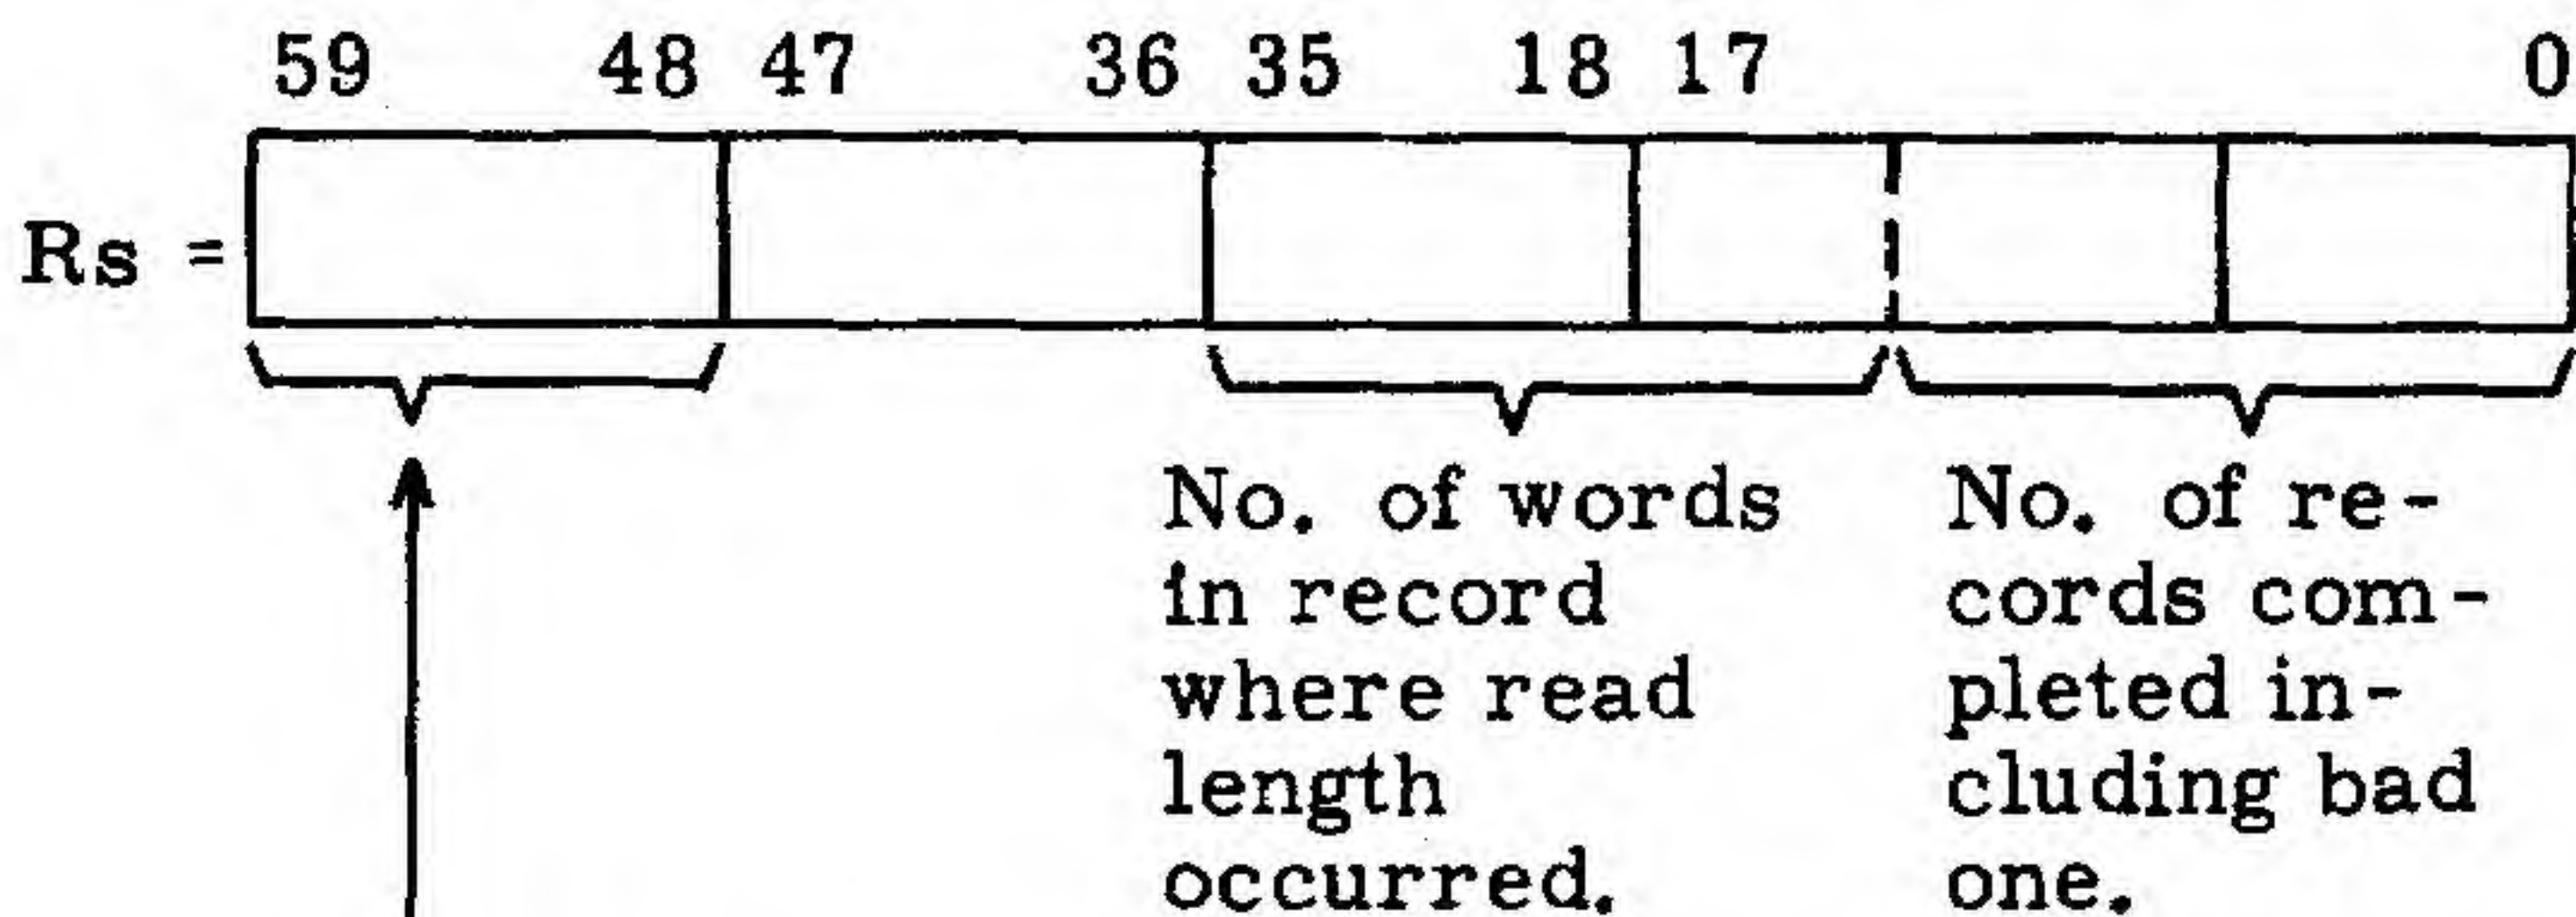 59 48 47 36 35 18 17 0
Rs =
No. of words
in record
where read
length
occurred.
No. of re-
cords com-
pleted in-
cluding bad
one.